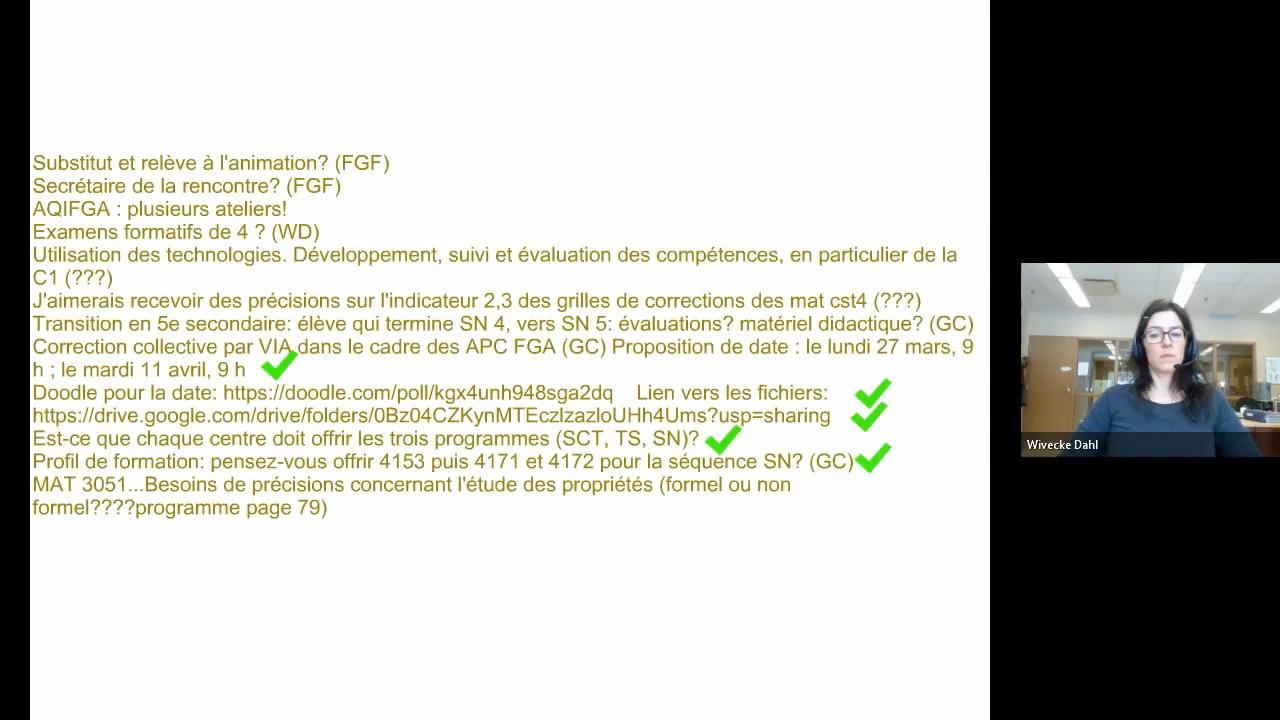 Substitut et relève à l'animation? (FGF)
Secrétaire de la rencontre? (FGF)
AQIFGA : plusieurs ateliers!
Examens formatifs de 4 ? (WD)
Utilisation des technologies. Développement, suivi et évaluation des compétences, en particulier de la
C1 (???)
J'aimerais recevoir des précisions sur l'indicateur 2,3 des grilles de corrections des mat cst4 (???)
Transition en 5e secondaire: élève qui termine SN 4, vers SN 5: évaluations? matériel didactique? (GC)
Correction collective par VIA dans le cadre des APC FGA (GC) Proposition de date : le lundi 27 mars, 9
h ; le mardi 11 avril, 9 h
Doodle pour la date: https://doodle.com/poll/kgx4unh948sga2dq Lien vers les fichiers:
https://drive.google.com/drive/folders/0Bz04CZKynMTEczlzazloUHh4Ums?usp=sharing
Est-ce que chaque centre doit offrir les trois programmes (SCT, TS, SN)?
Profil de formation: pensez-vous offrir 4153 puis 4171 et 4172 pour la séquence SN? (GC)
MAT 3051...Besoins de précisions concernant l'étude des propriétés (formel ou non
formel????programme page 79)
Wivecke Dahl